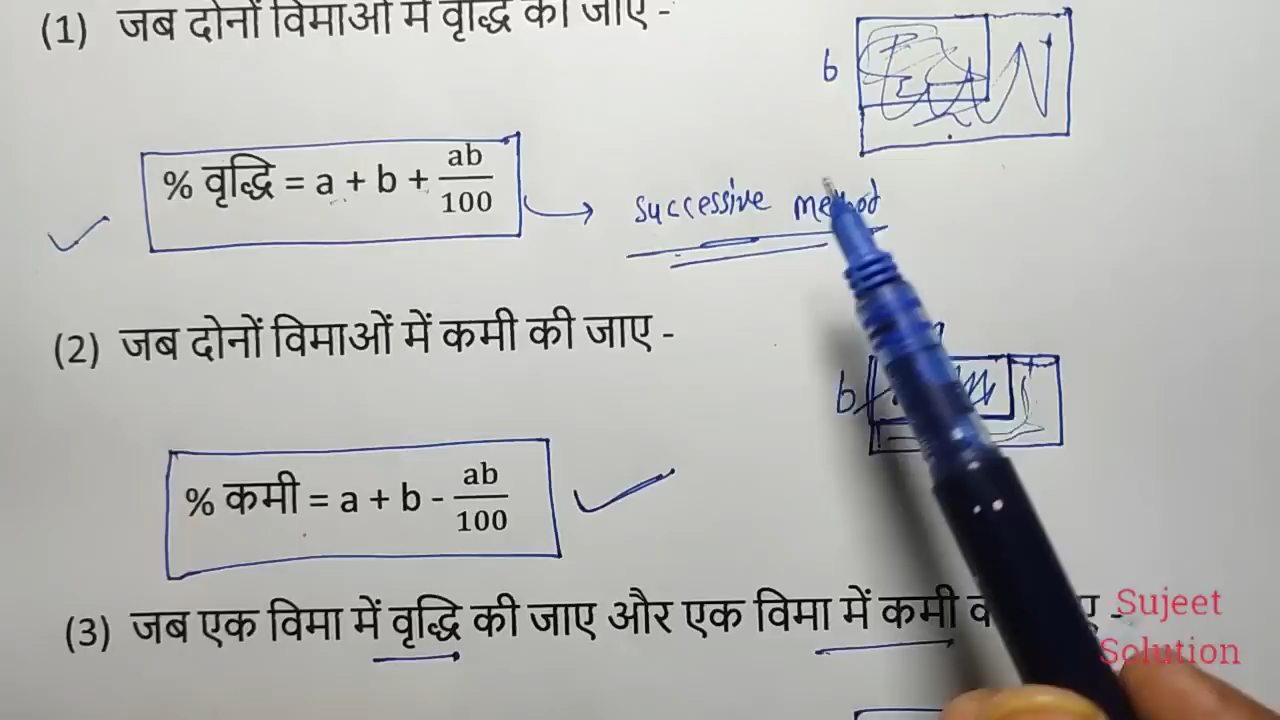 (1) जब दोनों विमाओं में वृद्धि की जाए -
b
% वृद्धि = a + b + ab/100
successive method
(2) जब दोनों विमाओं में कमी की जाए -
b
% कमी = a + b - ab/100
(3) जब एक विमा में वृद्धि की जाए और एक विमा में कमी
Sujeet
Solution